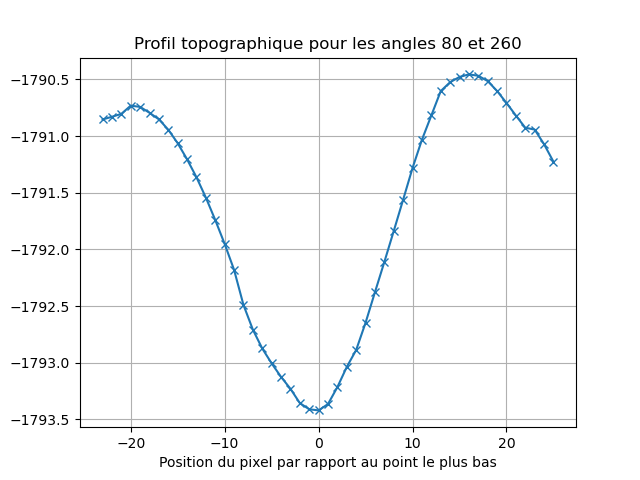 Profil topographique pour les angles 80 et 260
−1790.5
−1791.0
−1791.5
−1792.0
−1792.5
−1793.0
−1793.5
−20 −10 0 10 20
Position du pixel par rapport au point le plus bas